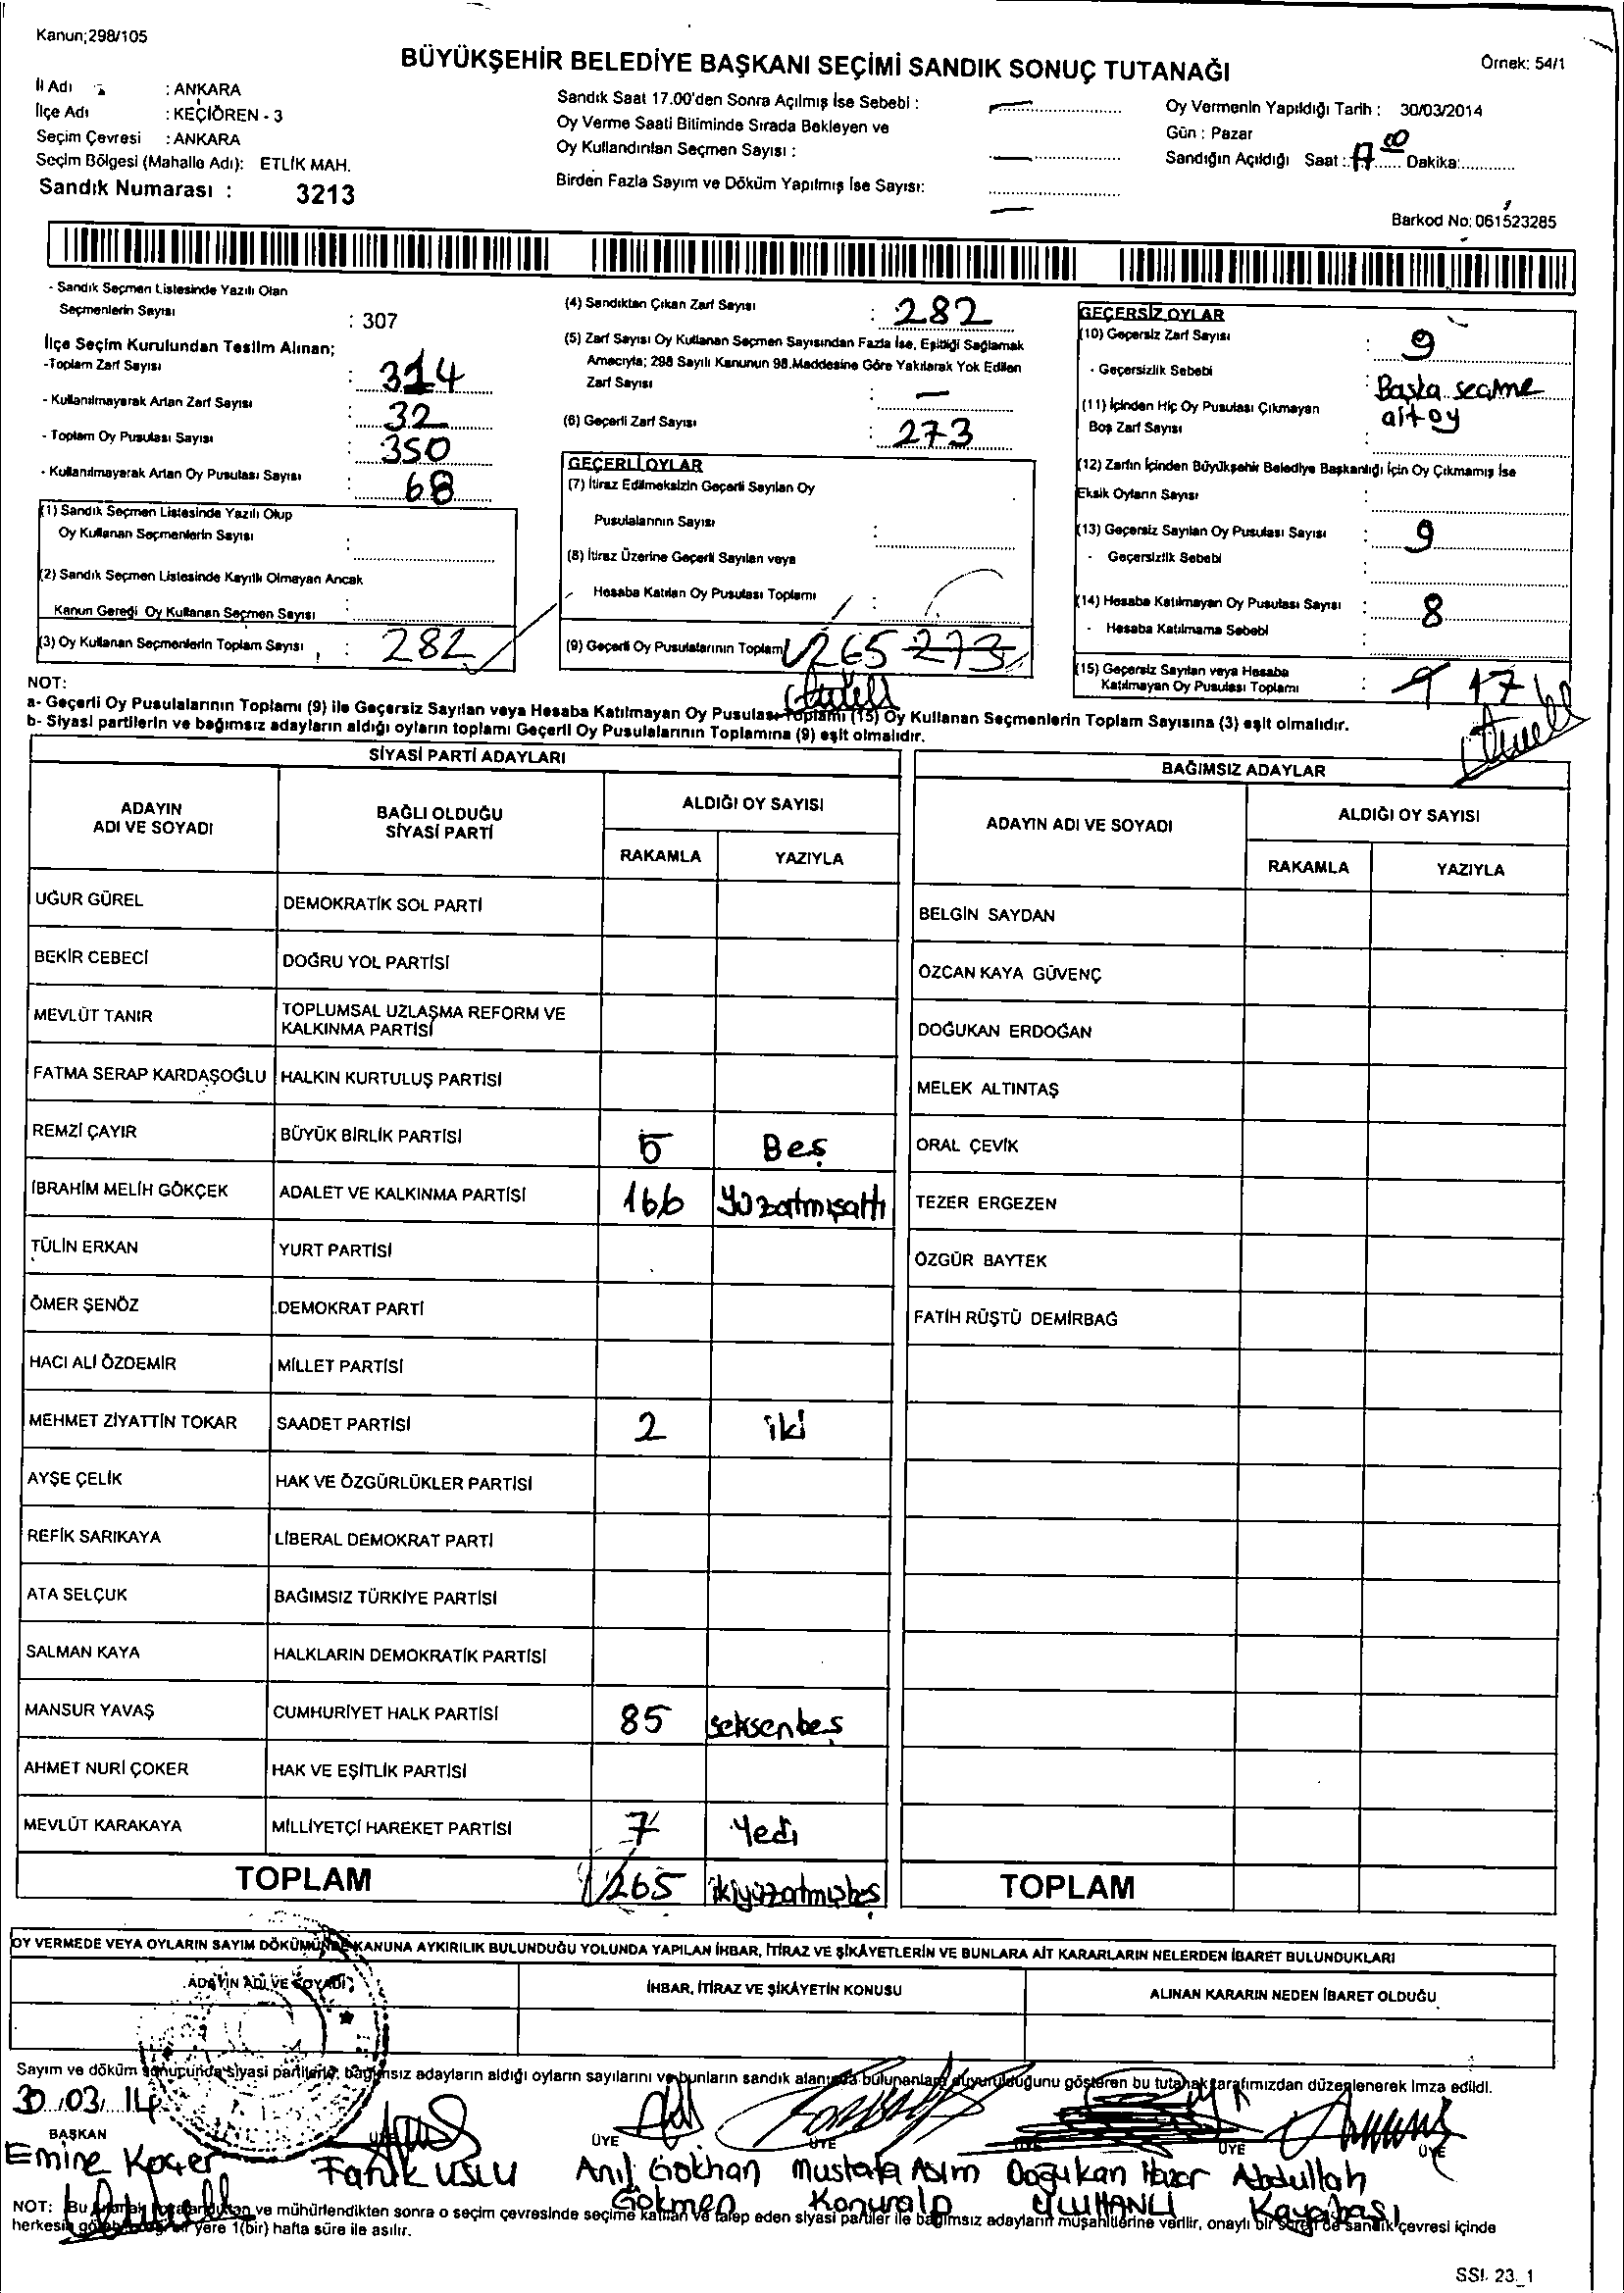 Kanun;298/105
BÜYÜKŞEHİR BELEDİYE BAŞKANI SEÇİMİ SANDIK SONUÇ TUTANAĞI
Örnek: 54/1
İl Adı : ANKARA
İlçe Adı : KEÇİÖREN - 3
Seçim Çevresi : ANKARA
Seçim Bölgesi (Mahalle Adı): ETLİK MAH.
Sandık Numarası : 3213
Sandık Saat 17.00'den Sonra Açılmış İse Sebebi :
Oy Verme Saati Bitiminde Sırada Bekleyen ve
Oy Kullandırılan Seçmen Sayısı :
Birden Fazla Sayım ve Döküm Yapılmış İse Sayısı:
Oy Vermenin Yapıldığı Tarih : 30/03/2014
Gün : Pazar
Sandığın Açıldığı Saat :17 00 Dakika:
Barkod No: 061523285
- Sandık Seçmen Listesinde Yazılı Olan
Seçmenlerin Sayısı : 307
İlçe Seçim Kurulundan Teslim Alınan;
-Toplam Zarf Sayısı : 314
- Kullanılmayarak Artan Zarf Sayısı : 32
- Toplam Oy Pusulası Sayısı : 350
- Kullanılmayarak Artan Oy Pusulası Sayısı : 68
(1) Sandık Seçmen Listesinde Yazılı Olup
Oy Kullanan Seçmenlerin Sayısı :
(2) Sandık Seçmen Listesinde Kayıtlı Olmayan Ancak
Kanun Gereği Oy Kullanan Seçmen Sayısı :
(3) Oy Kullanan Seçmenlerin Toplam Sayısı : 282
(4) Sandıktan Çıkan Zarf Sayısı : 282
(5) Zarf Sayısı Oy Kullanan Seçmen Sayısından Fazla İse, Eşitliği Sağlamak
Amacıyla; 298 Sayılı Kanunun 98.Maddesine Göre Yakılarak Yok Edilen
Zarf Sayısı : —
(6) Geçerli Zarf Sayısı : 273
GEÇERLİ OYLAR
(7) İtiraz Edilmeksizin Geçerli Sayılan Oy
Pusulalarının Sayısı :
(8) İtiraz Üzerine Geçerli Sayılan veya
Hesaba Katılan Oy Pusulası Toplamı :
(9) Geçerli Oy Pusulalarının Toplamı 265 273
GEÇERSİZ OYLAR
(10) Geçersiz Zarf Sayısı : 9
- Geçersizlik Sebebi : Başka seçime
ait oy
(11) İçinden Hiç Oy Pusulası Çıkmayan
Boş Zarf Sayısı :
(12) Zarfın İçinden Büyükşehir Belediye Başkanlığı İçin Oy Çıkmamış İse
Eksik Oyların Sayısı :
(13) Geçersiz Sayılan Oy Pusulası Sayısı : 9
- Geçersizlik Sebebi :
(14) Hesaba Katılmayan Oy Pusulası Sayısı : 8
- Hesaba Katılmama Sebebi :
(15) Geçersiz Sayılan veya Hesaba
Katılmayan Oy Pusulası Toplamı : 9 17
NOT:
a- Geçerli Oy Pusulalarının Toplamı (9) ile Geçersiz Sayılan veya Hesaba Katılmayan Oy Pusulası Toplamı (15) Oy Kullanan Seçmenlerin Toplam Sayısına (3) eşit olmalıdır.
b- Siyasi partilerin ve bağımsız adayların aldığı oyların toplamı Geçerli Oy Pusulalarının Toplamına (9) eşit olmalıdır.
SİYASİ PARTİ ADAYLARI
ADAYIN ADI VE SOYADI
BAĞLI OLDUĞU SİYASİ PARTİ
ALDIĞI OY SAYISI
RAKAMLA YAZIYLA
UĞUR GÜREL DEMOKRATİK SOL PARTİ
BEKİR CEBECİ DOĞRU YOL PARTİSİ
MEVLÜT TANIR TOPLUMSAL UZLAŞMA REFORM VE
KALKINMA PARTİSİ
FATMA SERAP KARDAŞOĞLU HALKIN KURTULUŞ PARTİSİ
REMZİ ÇAYIR BÜYÜK BİRLİK PARTİSİ 5 Beş
İBRAHİM MELİH GÖKÇEK ADALET VE KALKINMA PARTİSİ 166 Yüzatmışaltı
TÜLİN ERKAN YURT PARTİSİ
ÖMER ŞENÖZ DEMOKRAT PARTİ
HACI ALİ ÖZDEMİR MİLLET PARTİSİ
MEHMET ZİYATTİN TOKAR SAADET PARTİSİ 2 iki
AYŞE ÇELİK HAK VE ÖZGÜRLÜKLER PARTİSİ
REFİK SARIKAYA LİBERAL DEMOKRAT PARTİ
ATA SELÇUK BAĞIMSIZ TÜRKİYE PARTİSİ
SALMAN KAYA HALKLARIN DEMOKRATİK PARTİSİ
MANSUR YAVAŞ CUMHURİYET HALK PARTİSİ 85 seksenbeş
AHMET NURİ ÇOKER HAK VE EŞİTLİK PARTİSİ
MEVLÜT KARAKAYA MİLLİYETÇİ HAREKET PARTİSİ 7 Yedi
TOPLAM 265 ikiyüzatmışbeş
BAĞIMSIZ ADAYLAR
ADAYIN ADI VE SOYADI
ALDIĞI OY SAYISI
RAKAMLA YAZIYLA
BELGİN SAYDAN
ÖZCAN KAYA GÜVENÇ
DOĞUKAN ERDOĞAN
MELEK ALTINTAŞ
ORAL ÇEVİK
TEZER ERGEZEN
ÖZGÜR BAYTEK
FATİH RÜŞTÜ DEMİRBAĞ
TOPLAM
OY VERMEDE VEYA OYLARIN SAYIM DÖKÜMÜNDE KANUNA AYKIRILIK BULUNDUĞU YOLUNDA YAPILAN İHBAR, İTİRAZ VE ŞİKÂYETLERİN VE BUNLARA AİT KARARLARIN NELERDEN İBARET BULUNDUKLARI
ADAYIN ADI VE SOYADI İHBAR, İTİRAZ VE ŞİKÂYETİN KONUSU ALINAN KARARIN NEDEN İBARET OLDUĞU
Sayım ve döküm sonucunda siyasi partilerle, bağımsız adayların aldığı oyların sayılarını ve bunların sandık alanında bulunanlara duyurulduğunu gösteren bu tutanak tarafımızdan düzenlenerek imza edildi.
30.03.14
BAŞKAN ÜYE ÜYE ÜYE ÜYE ÜYE ÜYE
Emine Koçer Faruk USLU Anıl Gökhan Mustafa Asım Doğukan Hazar Abdullah
Gökmen Konuralp ULUHANLI Kayabaşı
NOT: Bu tutanak ve mühürlendikten sonra o seçim çevresinde seçime katılan ve talep eden siyasi partiler ile bağımsız adayların müşahitlerine verilir, onaylı bir sureti de sandık çevresi içinde
herkesin göre bir yere 1(bir) hafta süre ile asılır.
SSI. 23_1